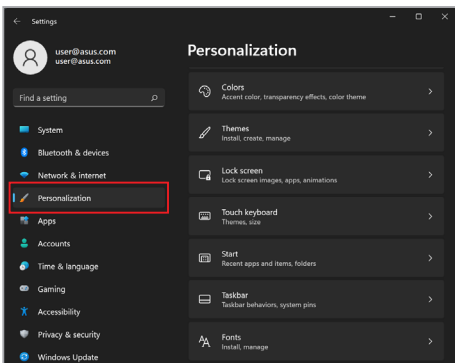 Settings
user@asus.com
user@asus.com
Find a setting
System
Bluetooth & devices
Network & internet
Personalization
Apps
Accounts
Time & language
Gaming
Accessibility
Privacy & security
Windows Update
Personalization
Colors
Accent color, transparency effects, color theme
Themes
Install, create, manage
Lock screen
Lock screen images, apps, animations
Touch keyboard
Themes, size
Start
Recent apps and items, folders
Taskbar
Taskbar behaviors, system pins
Fonts
Install, manage